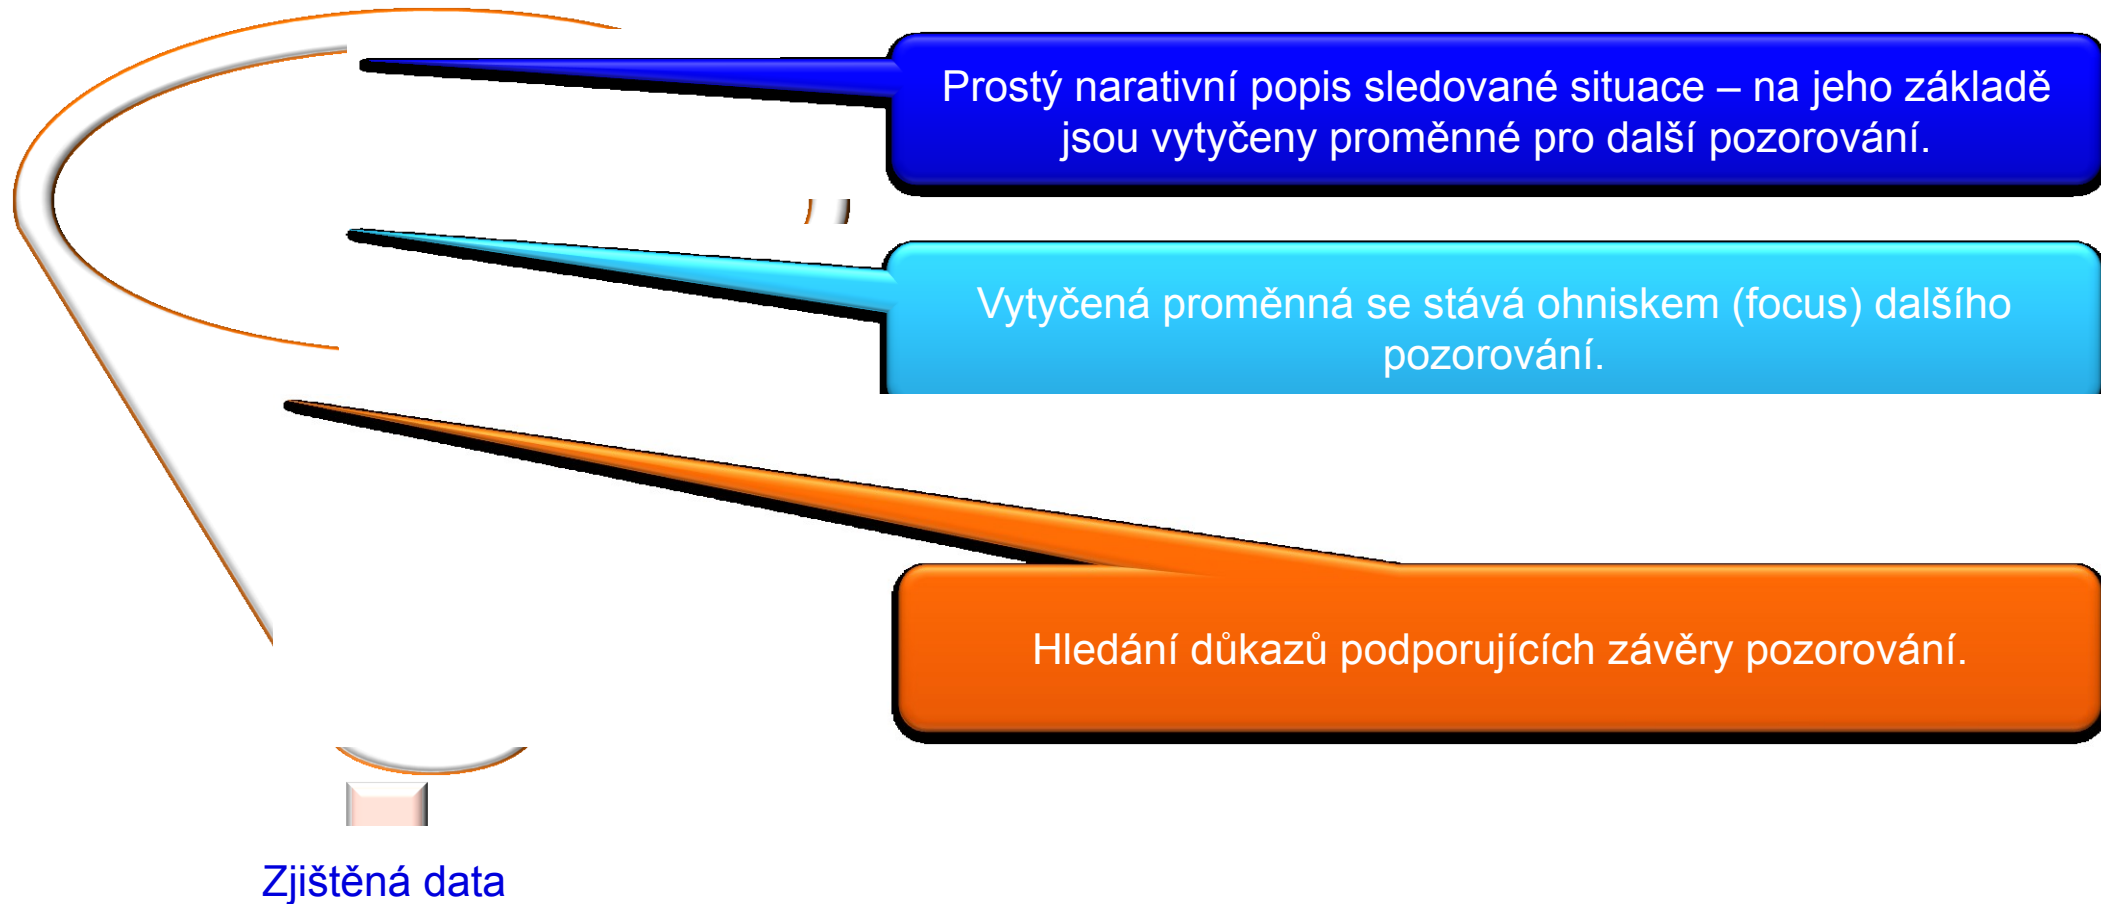 Prostý narativní popis sledované situace – na jeho základě
jsou vytyčeny proměnné pro další pozorování.
Vytyčená proměnná se stává ohniskem (focus) dalšího
pozorování.
Hledání důkazů podporujících závěry pozorování.
Zjištěná data